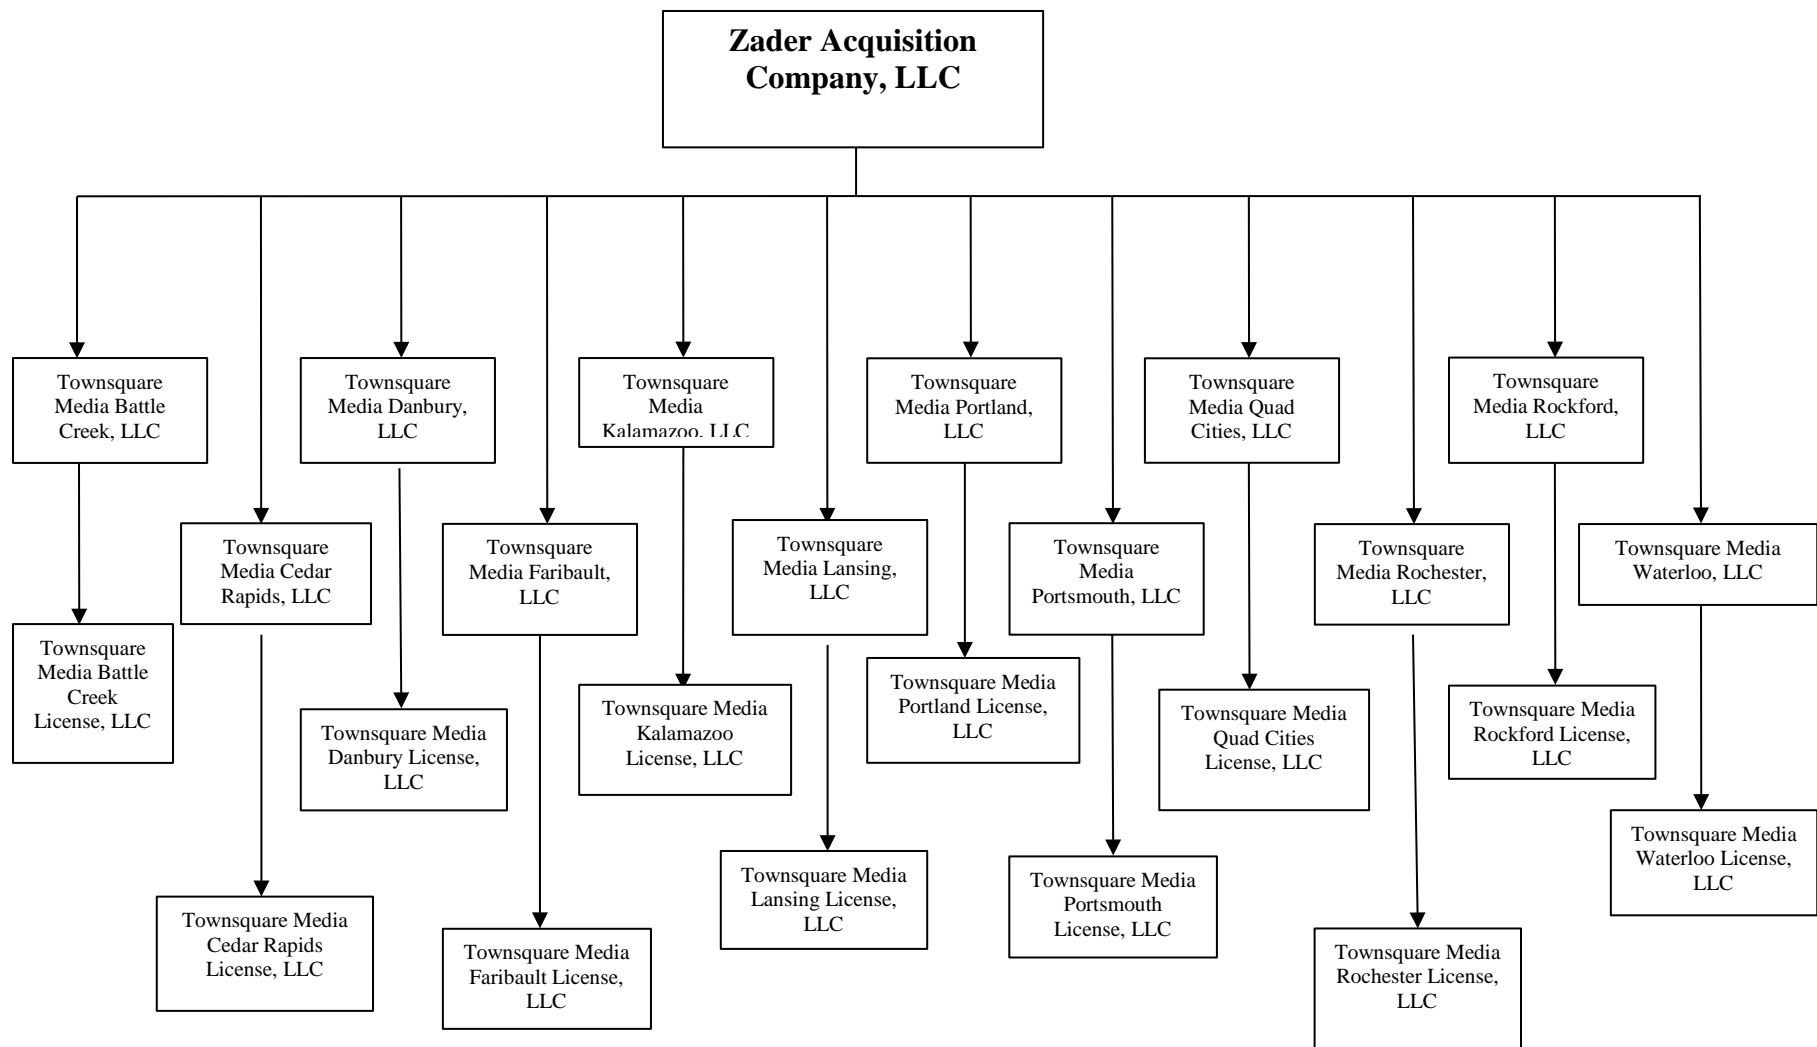 Zader Acquisition
Company, LLC
Townsquare
Media Battle
Creek, LLC
Townsquare
Media Danbury,
LLC
Townsquare
Media
Kalamazoo, LLC
Townsquare
Media Portland,
LLC
Townsquare
Media Quad
Cities, LLC
Townsquare
Media Rockford,
LLC
Townsquare
Media Cedar
Rapids, LLC
Townsquare
Media Faribault,
LLC
Townsquare
Media Lansing,
LLC
Townsquare
Media
Portsmouth, LLC
Townsquare
Media Rochester,
LLC
Townsquare Media
Waterloo, LLC
Townsquare
Media Battle
Creek
License, LLC
Townsquare Media
Danbury License,
LLC
Townsquare Media
Kalamazoo
License, LLC
Townsquare Media
Portland License,
LLC
Townsquare Media
Quad Cities
License, LLC
Townsquare Media
Rockford License,
LLC
Townsquare Media
Cedar Rapids
License, LLC
Townsquare Media
Faribault License,
LLC
Townsquare Media
Lansing License,
LLC
Townsquare Media
Portsmouth
License, LLC
Townsquare Media
Rochester License,
LLC
Townsquare Media
Waterloo License,
LLC